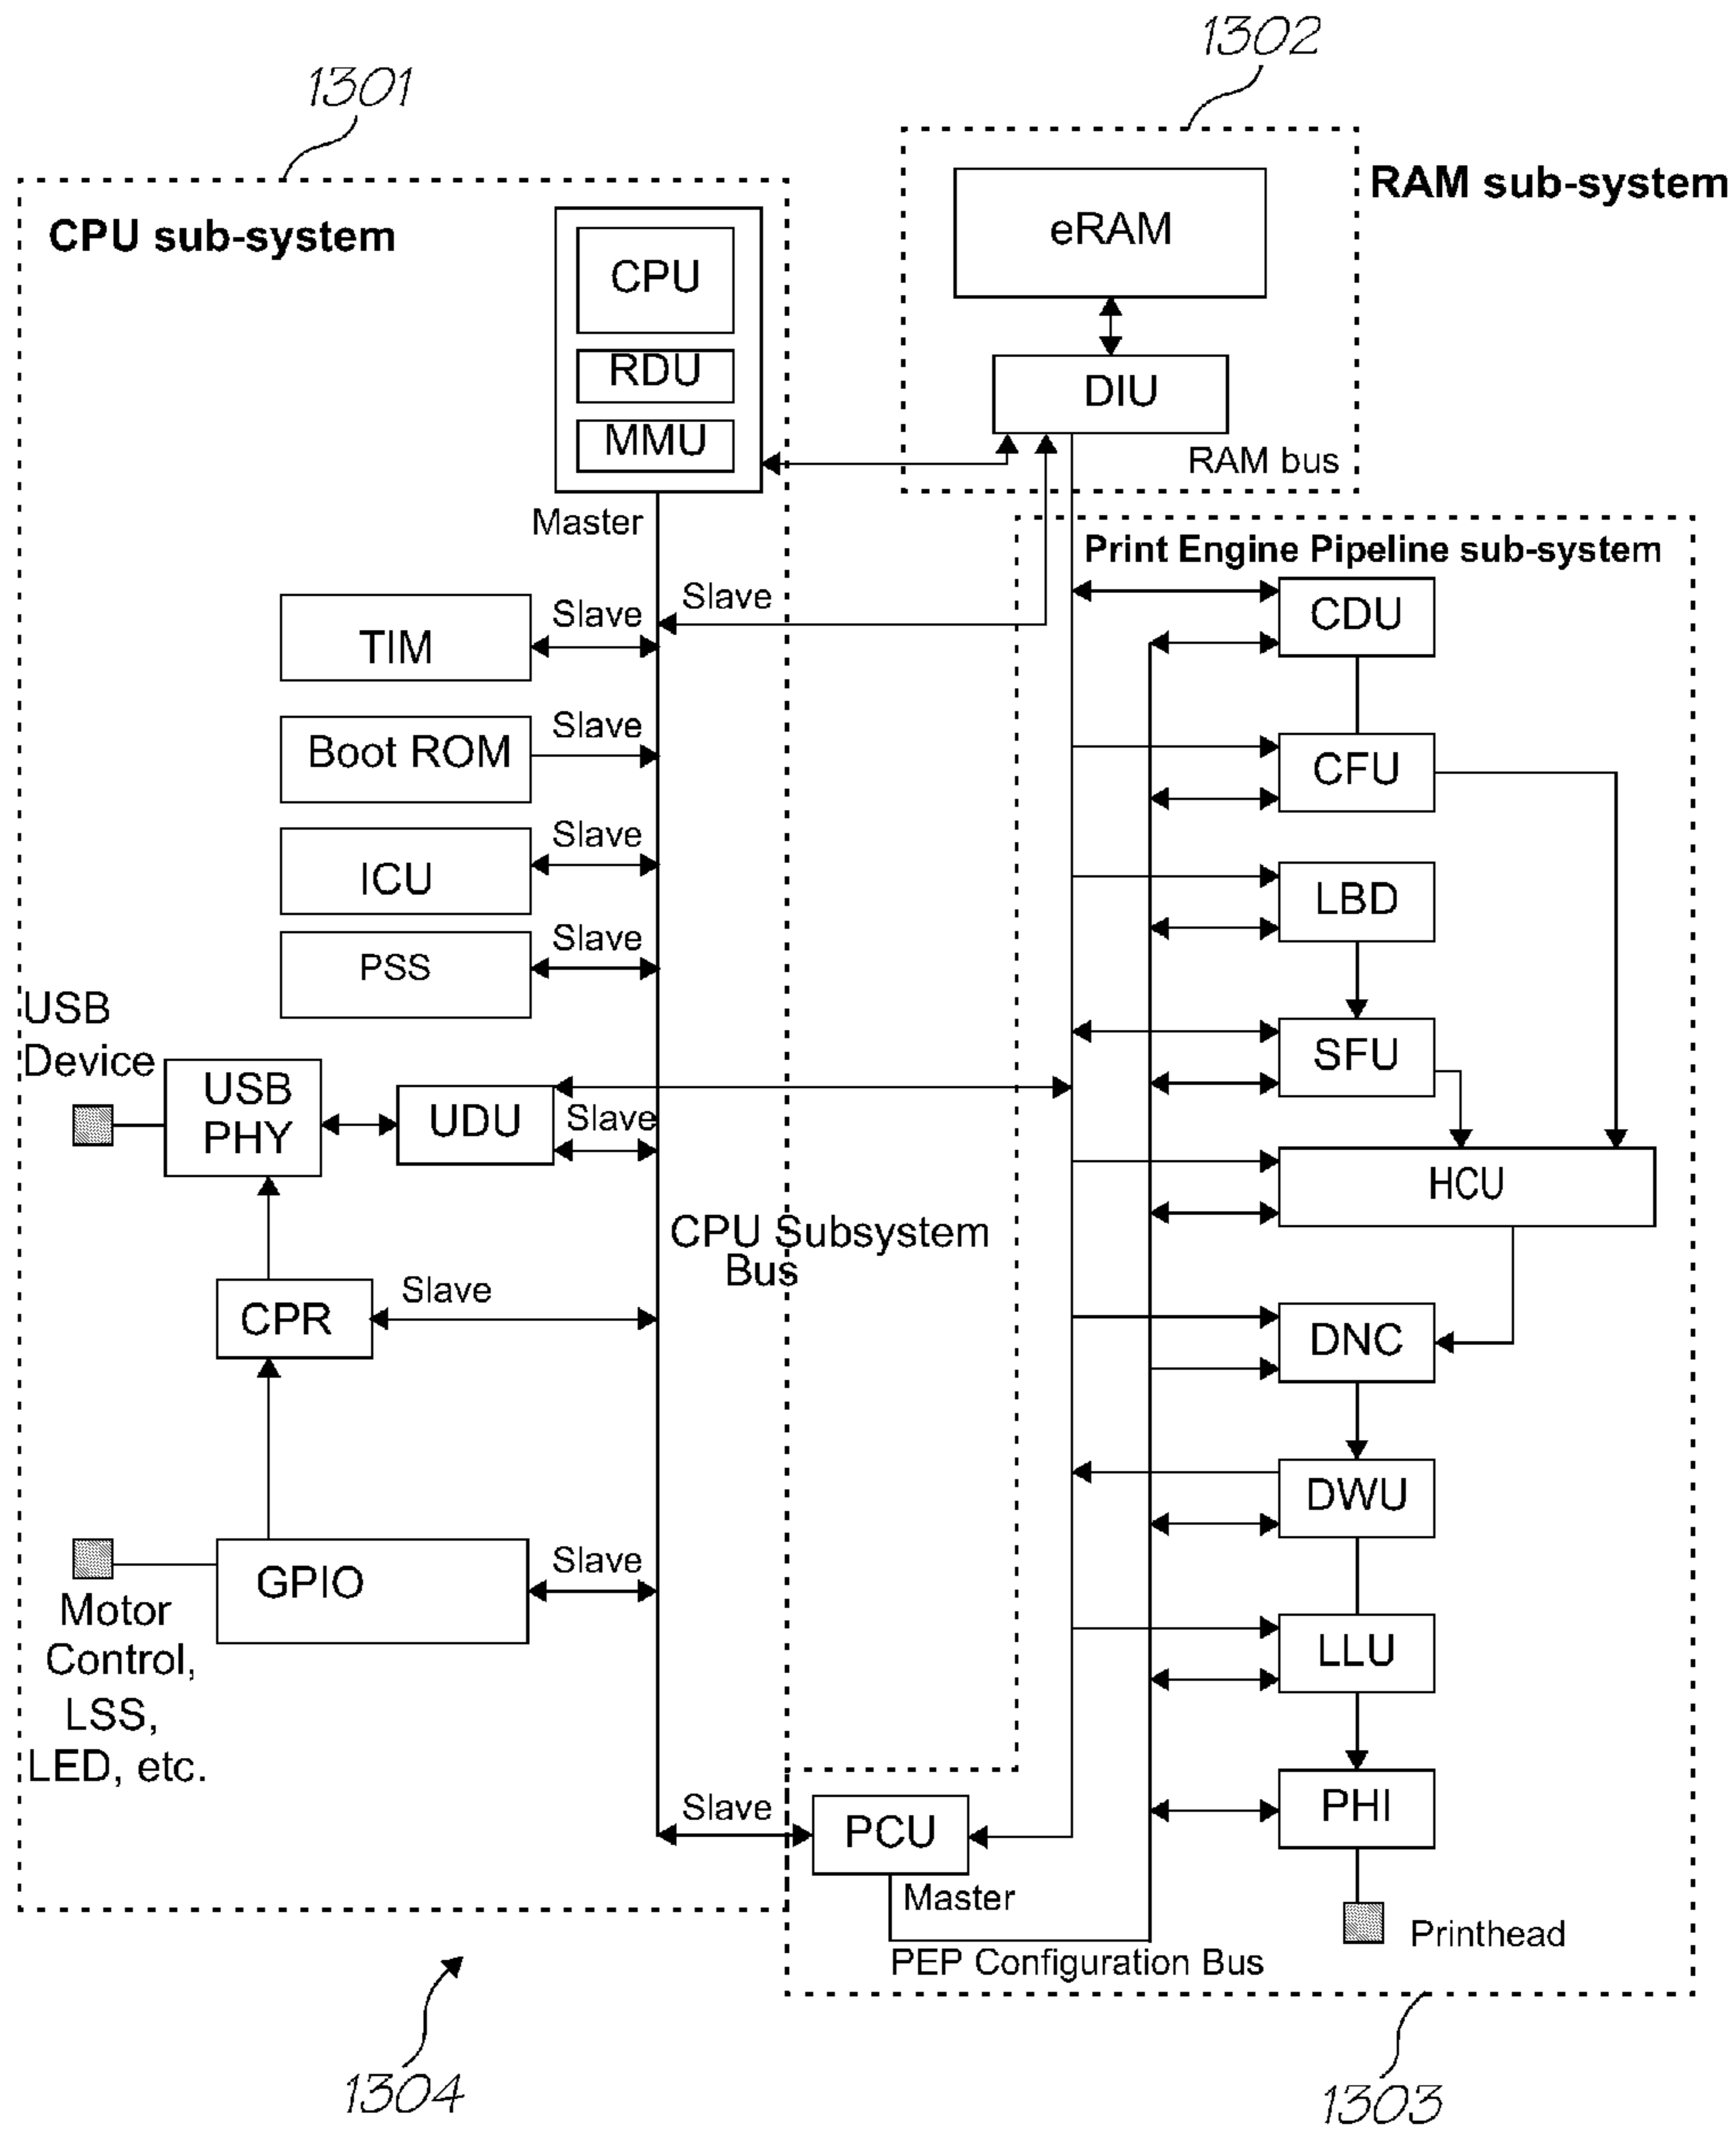 1302
1301
RAM sub-system
CPU sub-system
eRAM
CPU
RDU
DIU
MMU
RAM bus
Master
Print Engine Pipeline sub-system
Slave
Slave
CDU
TIM
Slave
Boot ROM
CFU
Slave
ICU
LBD
Slave
PSS
USB
Device
SFU
USB
PHY
UDU
Slave
HCU
CPU Subsystem
Bus
Slave
CPR
DNC
DWU
Slave
GPIO
Motor
Control,
LSS,
LED, etc.
LLU
Slave
PCU
PHI
Master
Printhead
PEP Configuration Bus
1304
1303